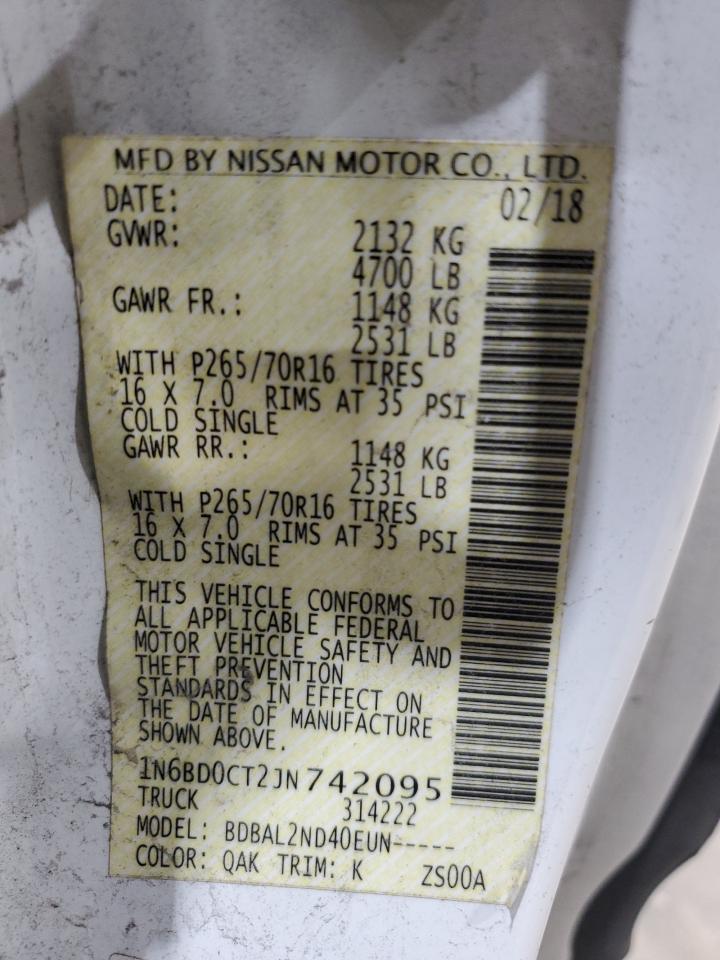 MFD BY NISSAN MOTOR CO., LTD.
DATE: 02/18
GVWR: 2132 KG
4700 LB
GAWR FR.: 1148 KG
2531 LB
WITH P265/70R16 TIRES
16 X 7.0 RIMS AT 35 PSI
COLD SINGLE
GAWR RR.: 1148 KG
2531 LB
WITH P265/70R16 TIRES
16 X 7.0 RIMS AT 35 PSI
COLD SINGLE
THIS VEHICLE CONFORMS TO
ALL APPLICABLE FEDERAL
MOTOR VEHICLE SAFETY AND
THEFT PREVENTION
STANDARDS IN EFFECT ON
THE DATE OF MANUFACTURE
SHOWN ABOVE.
1N6BD0CT2JN742095
TRUCK 314222
MODEL: BDBAL2ND40EUN-----
COLOR: QAK TRIM: K ZS00A